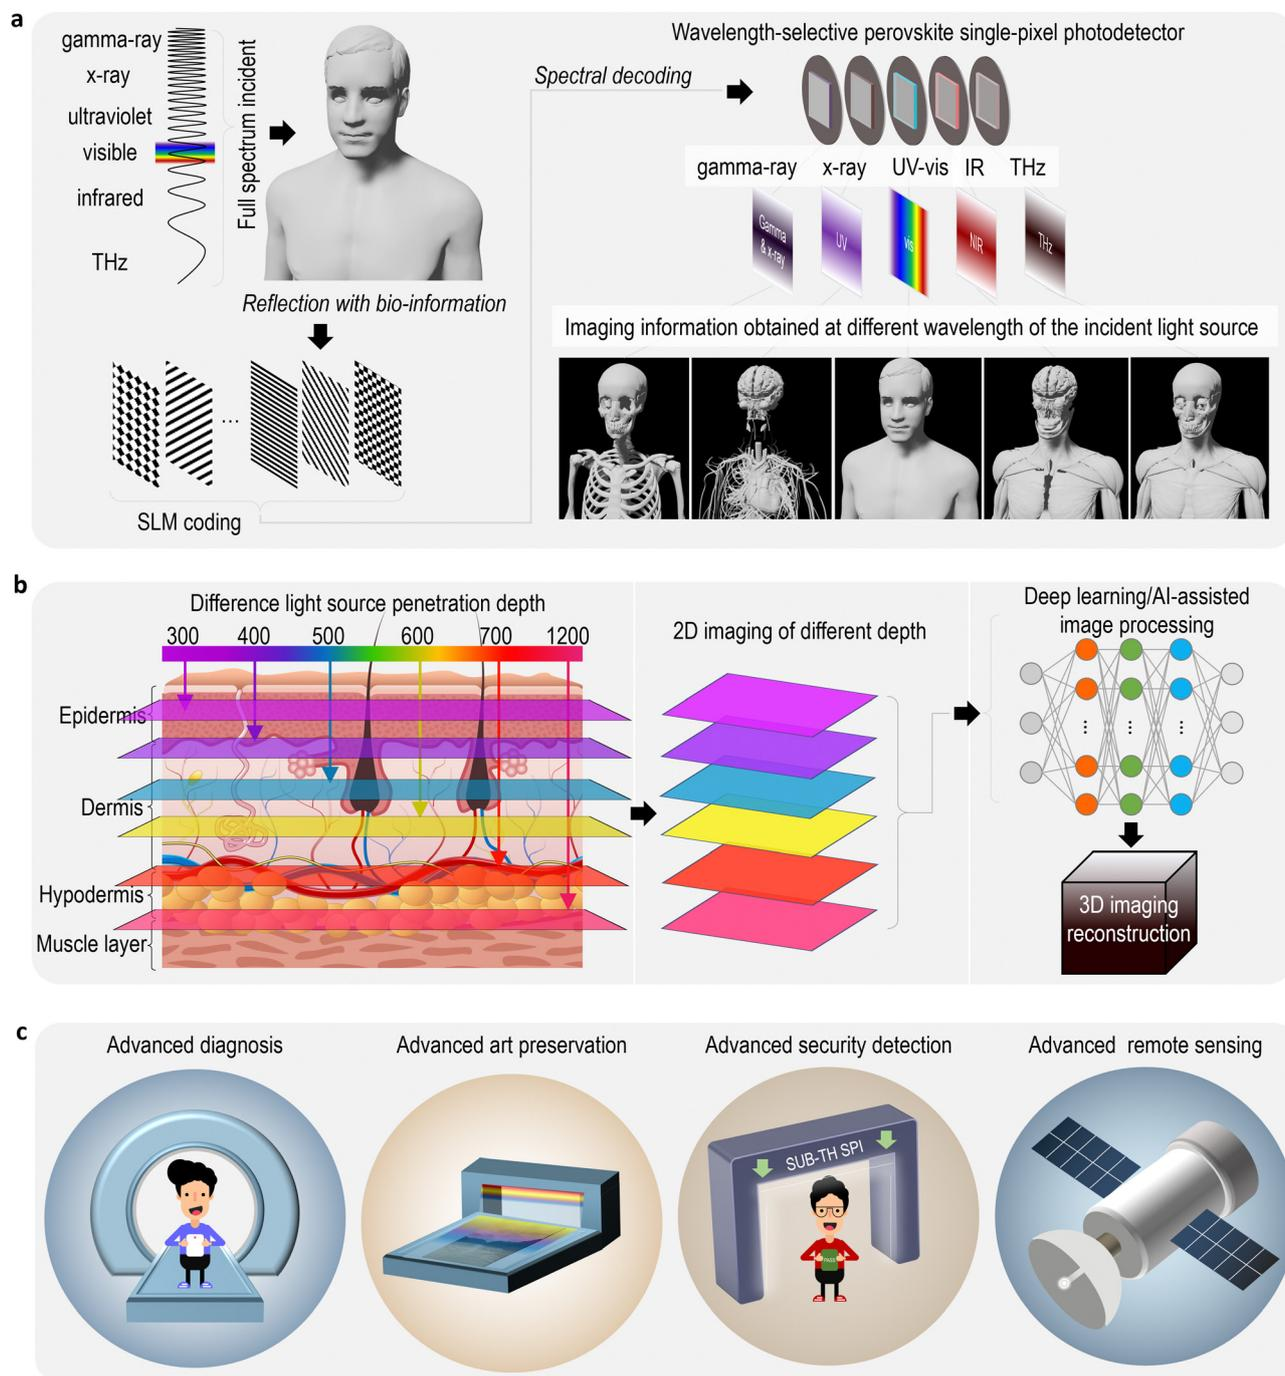 a
gamma-ray
x-ray
ultraviolet
visible
infrared
THz
Full spectrum incident
Reflection with bio-information
...
SLM coding
Spectral decoding
Wavelength-selective perovskite single-pixel photodetector
gamma-ray x-ray UV-vis IR THz
Gamma
& x-ray
UV
vis
NIR
THz
Imaging information obtained at different wavelength of the incident light source
b
Difference light source penetration depth
300 400 500 600 700 1200
Epidermis
Dermis
Hypodermis
Muscle layer
2D imaging of different depth
Deep learning/AI-assisted
image processing
3D imaging
reconstruction
c
Advanced diagnosis
Advanced art preservation
Advanced security detection
SUB-TH SPI
PASS
Advanced remote sensing